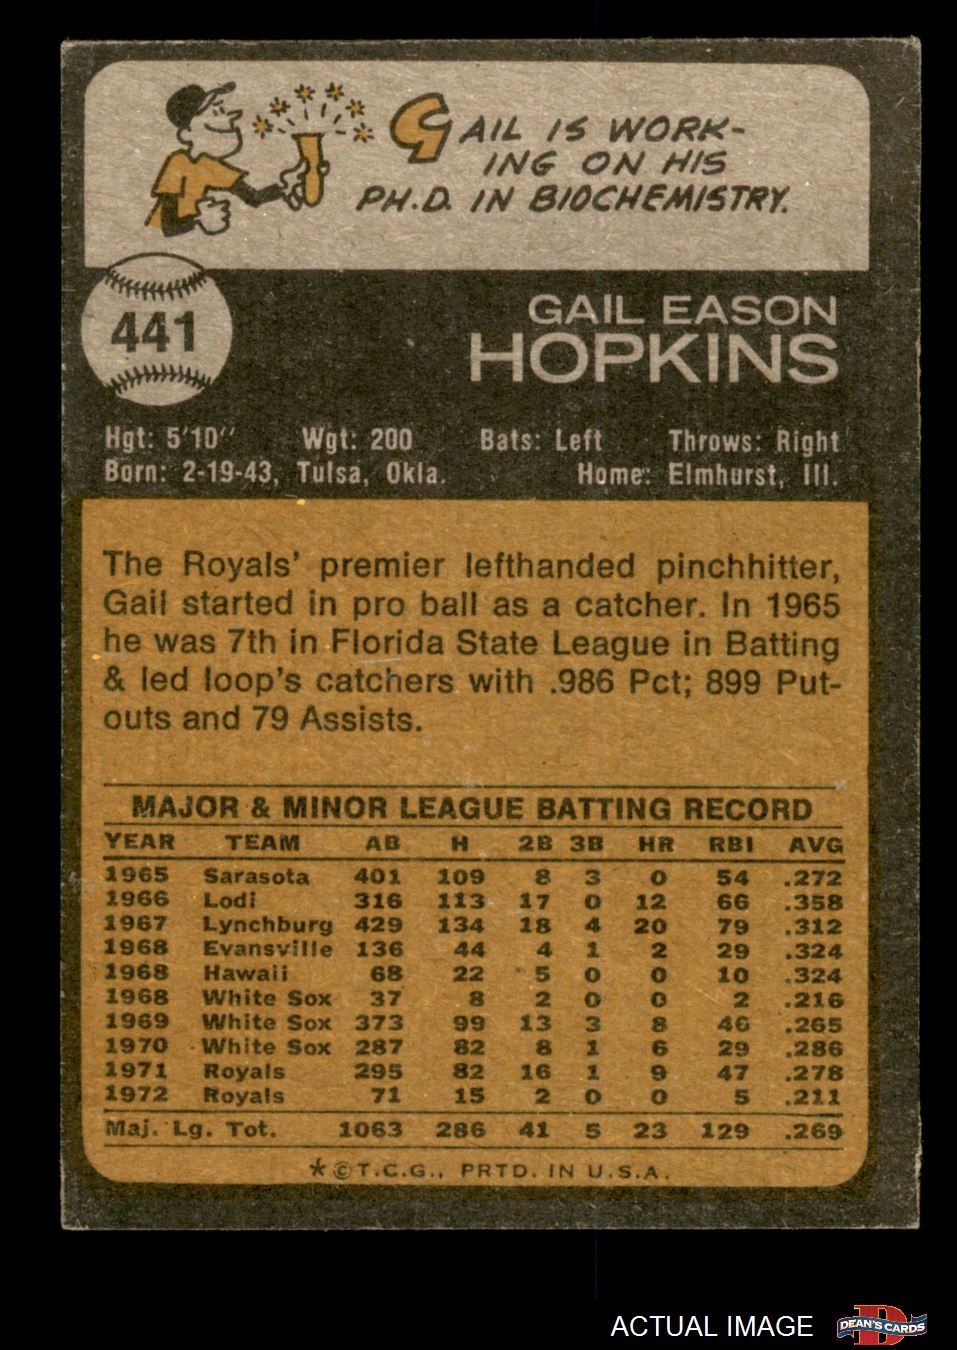 GAIL IS WORK-
ING ON HIS
PH.D. IN BIOCHEMISTRY.
441
GAIL EASON
HOPKINS
Hgt: 5'10'' Wgt: 200 Bats: Left Throws: Right
Born: 2-19-43, Tulsa, Okla. Home: Elmhurst, Ill.
The Royals' premier lefthanded pinchhitter,
Gail started in pro ball as a catcher. In 1965
he was 7th in Florida State League in Batting
& led loop's catchers with .986 Pct; 899 Put-
outs and 79 Assists.
MAJOR & MINOR LEAGUE BATTING RECORD
YEAR TEAM AB H 2B 3B HR RBI AVG
1965 Sarasota 401 109 8 3 0 54 .272
1966 Lodi 316 113 17 0 12 66 .358
1967 Lynchburg 429 134 18 4 20 79 .312
1968 Evansville 136 44 4 1 2 29 .324
1968 Hawaii 68 22 5 0 0 10 .324
1968 White Sox 37 8 2 0 0 2 .216
1969 White Sox 373 99 13 3 8 46 .265
1970 White Sox 287 82 8 1 6 29 .286
1971 Royals 295 82 16 1 9 47 .278
1972 Royals 71 15 2 0 0 5 .211
Maj. Lg. Tot. 1063 286 41 5 23 129 .269
*©T.C.G., PRTD. IN U.S.A.
ACTUAL IMAGE
D
DEAN'S CARDS